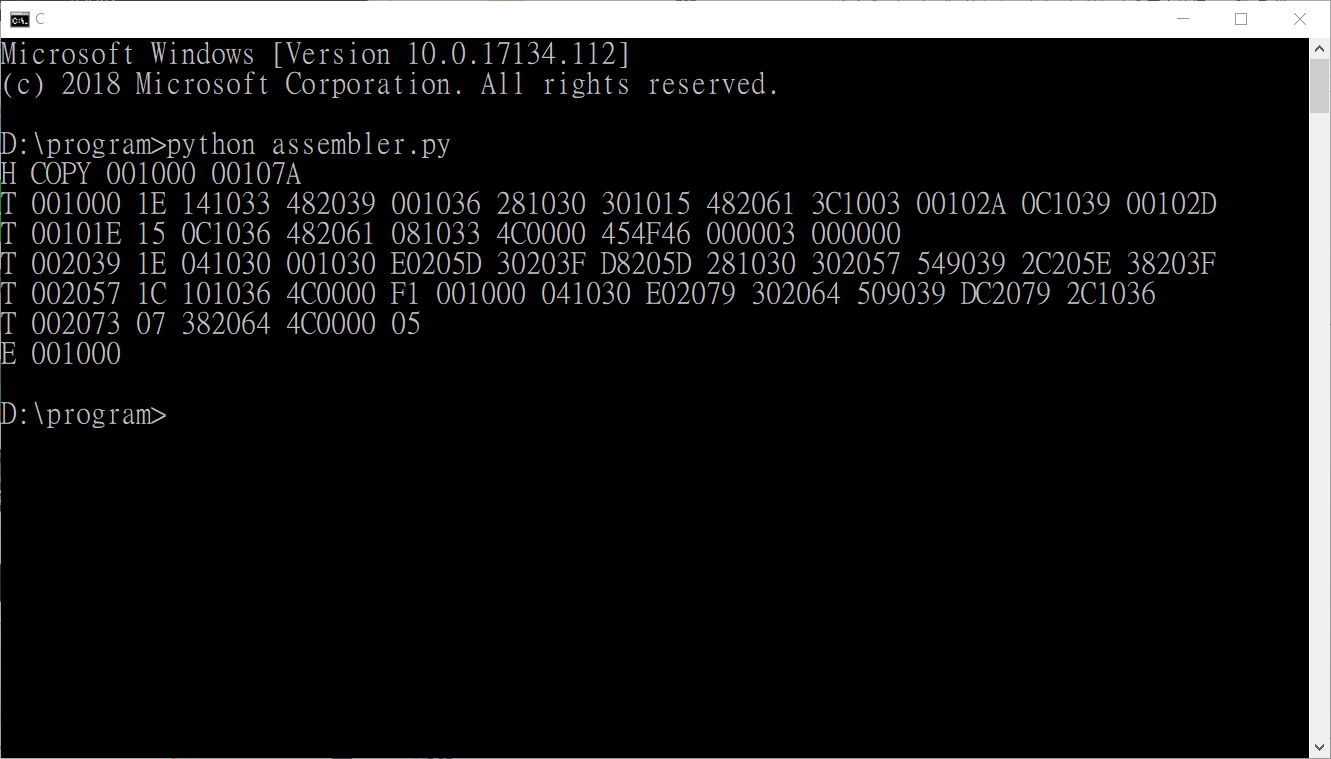 C
Microsoft Windows [Version 10.0.17134.112]
(c) 2018 Microsoft Corporation. All rights reserved.
D:\program>python assembler.py
H COPY 001000 00107A
T 001000 1E 141033 482039 001036 281030 301015 482061 3C1003 00102A 0C1039 00102D
T 00101E 15 0C1036 482061 081033 4C0000 454F46 000003 000000
T 002039 1E 041030 001030 E0205D 30203F D8205D 281030 302057 549039 2C205E 38203F
T 002057 1C 101036 4C0000 F1 001000 041030 E02079 302064 509039 DC2079 2C1036
T 002073 07 382064 4C0000 05
E 001000
D:\program>